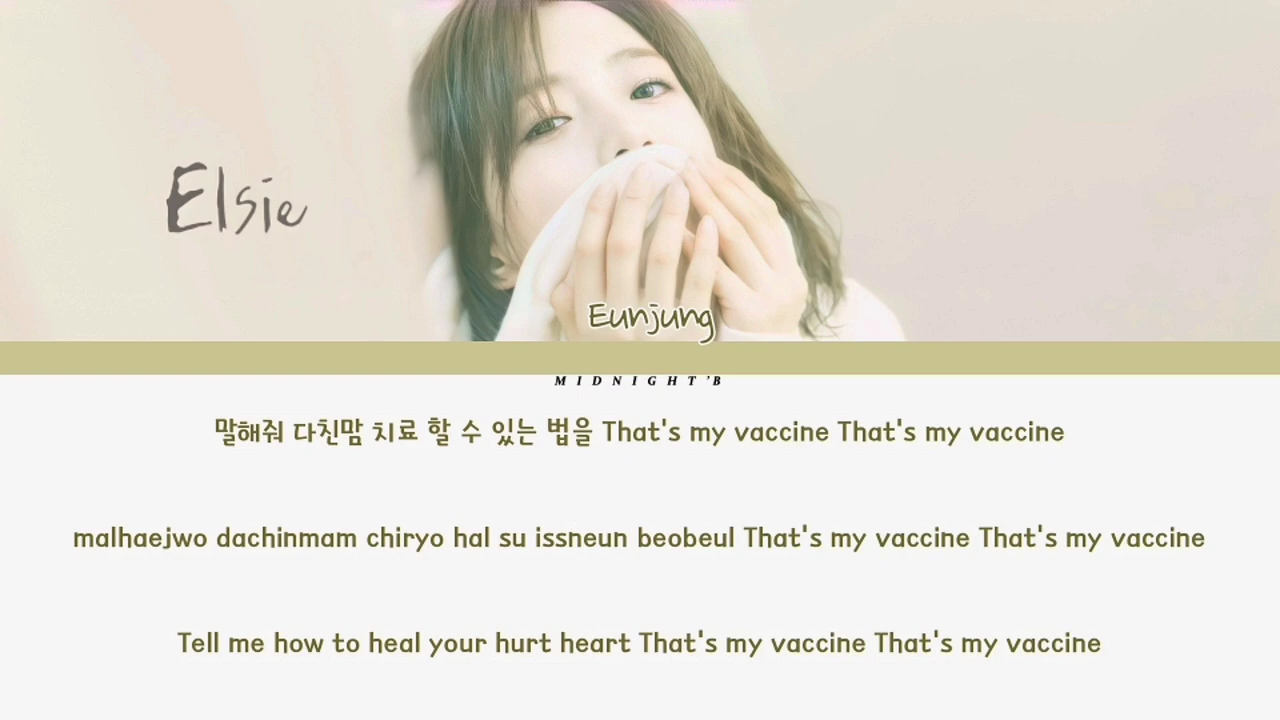 Elsie
Eunjung
MIDNIGHT'B
말해줘 다친맘 치료 할 수 있는 법을 That's my vaccine That's my vaccine
malhaejwo dachinmam chiryo hal su issneun beobeul That's my vaccine That's my vaccine
Tell me how to heal your hurt heart That's my vaccine That's my vaccine